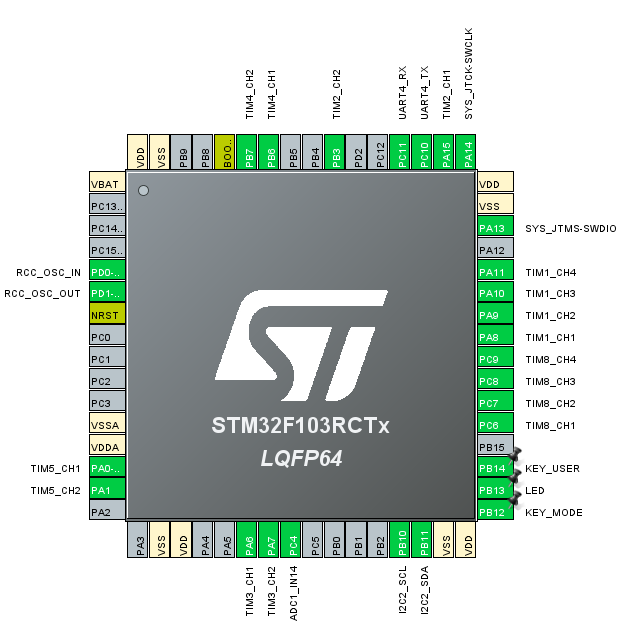 TIM4_CH2
TIM4_CH1
TIM2_CH2
UART4_RX
UART4_TX
TIM2_CH1
SYS_JTCK-SWCLK
VDD
VSS
PB9
PB8
BOO..
PB7
PB6
PB5
PB4
PB3
PD2
PC12
PC11
PC10
PA15
PA14
VBAT
PC13..
PC14..
PC15..
RCC_OSC_IN PD0-..
RCC_OSC_OUT PD1-..
NRST
PC0
PC1
PC2
PC3
VSSA
VDDA
TIM5_CH1 PA0-..
TIM5_CH2 PA1
PA2
ST
STM32F103RCTx
LQFP64
VDD
VSS
PA13 SYS_JTMS-SWDIO
PA12
PA11 TIM1_CH4
PA10 TIM1_CH3
PA9 TIM1_CH2
PA8 TIM1_CH1
PC9 TIM8_CH4
PC8 TIM8_CH3
PC7 TIM8_CH2
PC6 TIM8_CH1
PB15
PB14 KEY_USER
PB13 LED
PB12 KEY_MODE
PA3
VSS
VDD
PA4
PA5
PA6
PA7
PC4
PC5
PB0
PB1
PB2
PB10
PB11
VSS
VDD
TIM3_CH1
TIM3_CH2
ADC1_IN14
I2C2_SCL
I2C2_SDA